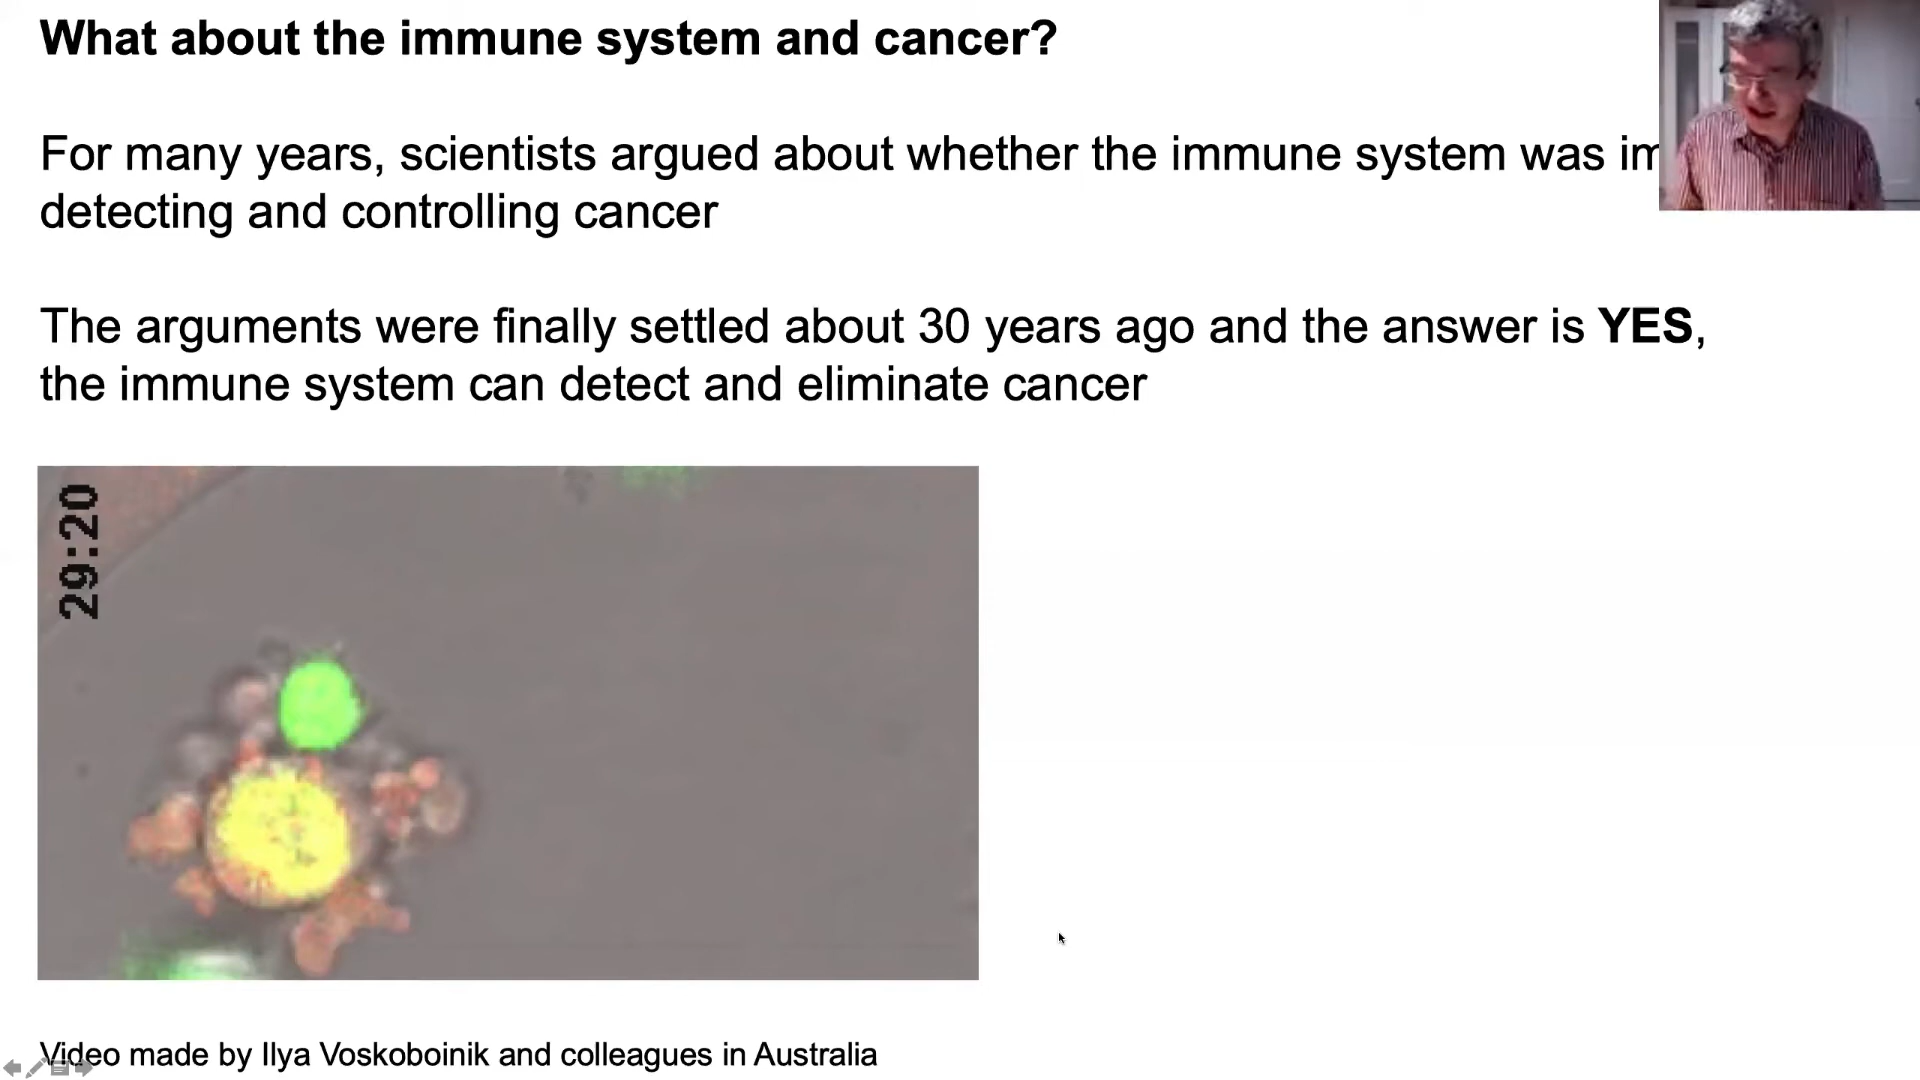 What about the immune system and cancer?
For many years, scientists argued about whether the immune system was im
detecting and controlling cancer
The arguments were finally settled about 30 years ago and the answer is YES,
the immune system can detect and eliminate cancer
29:20
Video made by Ilya Voskoboinik and colleagues in Australia